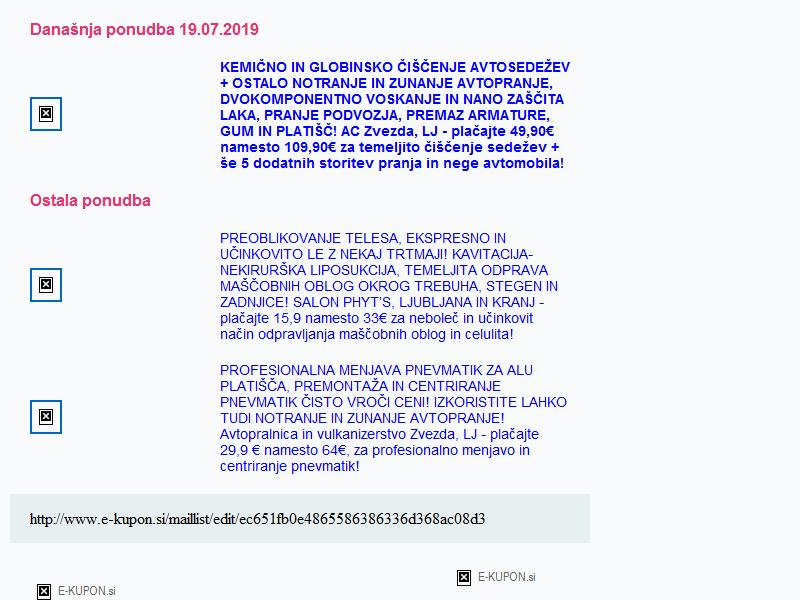 Današnja ponudba 19.07.2019
KEMIČNO IN GLOBINSKO ČIŠČENJE AVTOSEDEŽEV
+ OSTALO NOTRANJE IN ZUNANJE AVTOPRANJE,
DVOKOMPONENTNO VOSKANJE IN NANO ZAŠČITA
LAKA, PRANJE PODVOZJA, PREMAZ ARMATURE,
GUM IN PLATIŠČ! AC Zvezda, LJ - plačajte 49,90€
namesto 109,90€ za temeljito čiščenje sedežev +
še 5 dodatnih storitev pranja in nege avtomobila!
Ostala ponudba
PREOBLIKOVANJE TELESA, EKSPRESNO IN
UČINKOVITO LE Z NEKAJ TRTMAJI! KAVITACIJA-
NEKIRURŠKA LIPOSUKCIJA, TEMELJITA ODPRAVA
MAŠČOBNIH OBLOG OKROG TREBUHA, STEGEN IN
ZADNJICE! SALON PHYT'S, LJUBLJANA IN KRANJ -
plačajte 15,9 namesto 33€ za neboleč in učinkovit
način odpravljanja maščobnih oblog in celulita!
PROFESIONALNA MENJAVA PNEVMATIK ZA ALU
PLATIŠČA, PREMONTAŽA IN CENTRIRANJE
PNEVMATIK ČISTO VROČI CENI! IZKORISTITE LAHKO
TUDI NOTRANJE IN ZUNANJE AVTOPRANJE!
Avtopralnica in vulkanizerstvo Zvezda, LJ - plačajte
29,9 € namesto 64€, za profesionalno menjavo in
centriranje pnevmatik!
http://www.e-kupon.si/maillist/edit/ec651fb0e4865586386336d368ac08d3
E-KUPON.si
E-KUPON.si